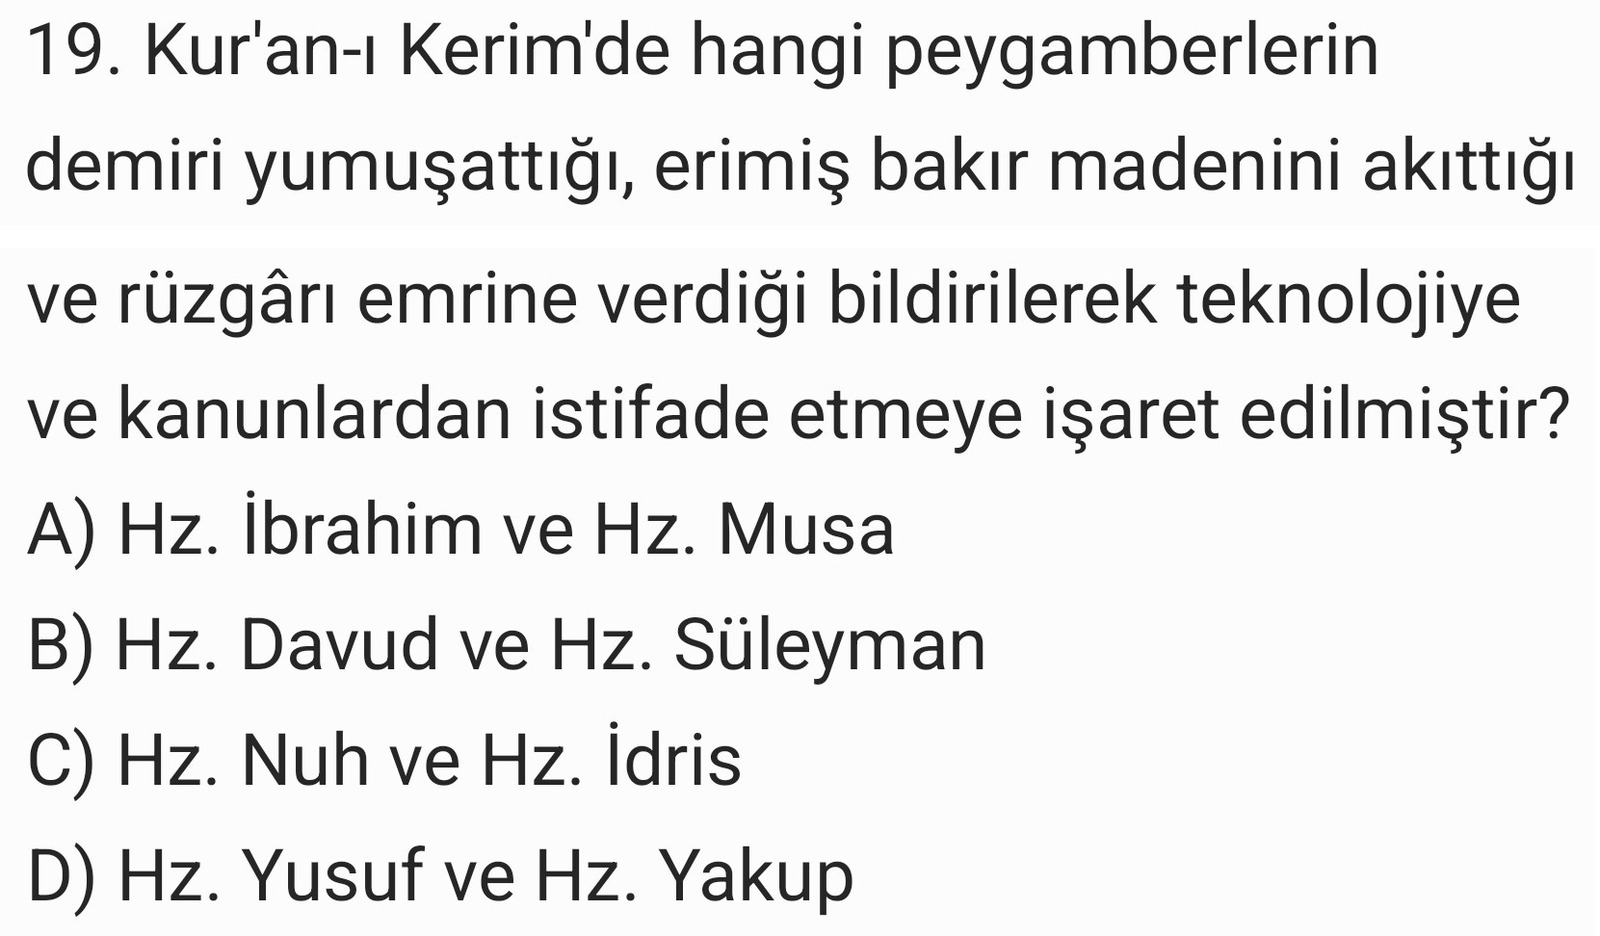 19. Kur'an-ı Kerim'de hangi peygamberlerin
demiri yumuşattığı, erimiş bakır madenini akıttığı
ve rüzgârı emrine verdiği bildirilerek teknolojiye
ve kanunlardan istifade etmeye işaret edilmiştir?
A) Hz. İbrahim ve Hz. Musa
B) Hz. Davud ve Hz. Süleyman
C) Hz. Nuh ve Hz. İdris
D) Hz. Yusuf ve Hz. Yakup